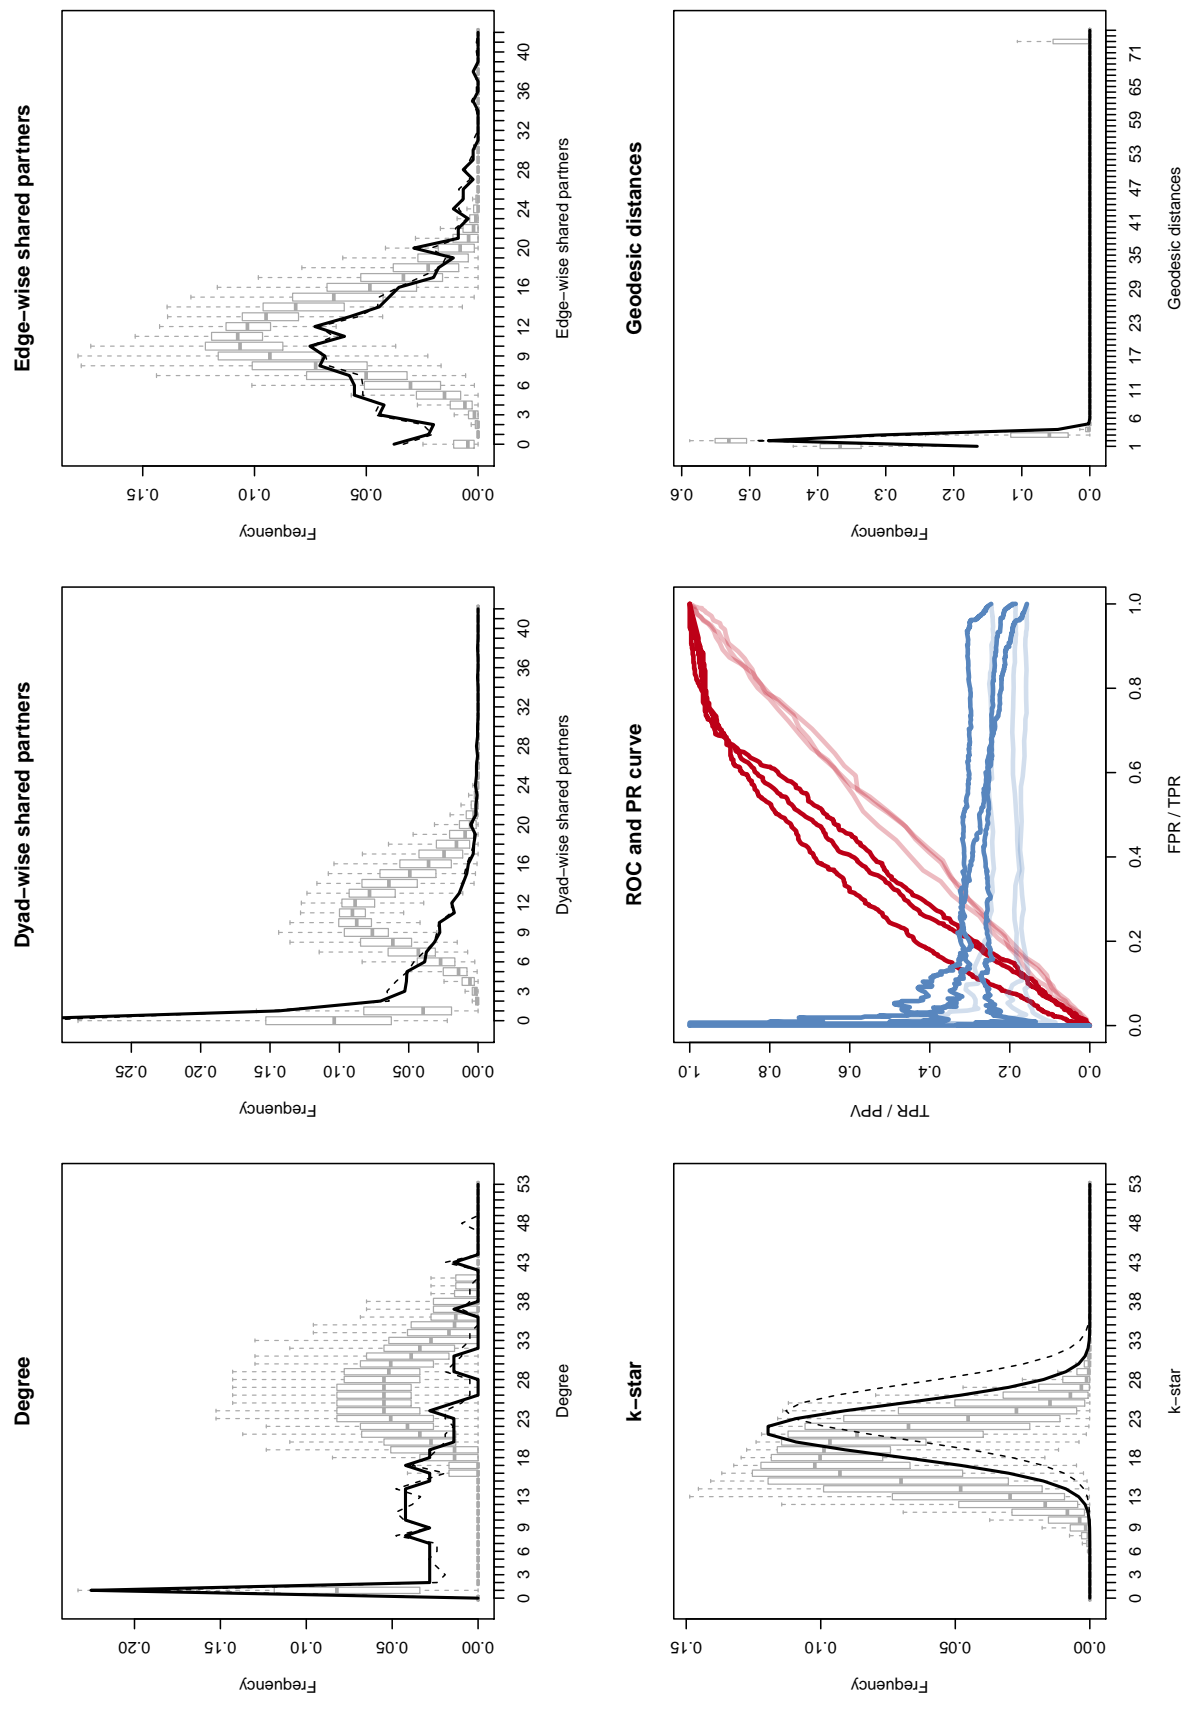 Degree
Frequency
0.20
0.15
0.10
0.05
0.00
0 3 6 9 13 18 23 28 33 38 43 48 53
Degree
Dyad−wise shared partners
Frequency
0.25
0.20
0.15
0.10
0.05
0.00
0 3 6 9 12 16 20 24 28 32 36 40
Dyad−wise shared partners
Edge−wise shared partners
Frequency
0.15
0.10
0.05
0.00
0 3 6 9 12 16 20 24 28 32 36 40
Edge−wise shared partners
k−star
Frequency
0.15
0.10
0.05
0.00
0 3 6 9 13 18 23 28 33 38 43 48 53
k−star
ROC and PR curve
TPR / PPV
1.0
0.8
0.6
0.4
0.2
0.0
0.0 0.2 0.4 0.6 0.8 1.0
FPR / TPR
Geodesic distances
Frequency
0.6
0.5
0.4
0.3
0.2
0.1
0.0
1 6 11 17 23 29 35 41 47 53 59 65 71
Geodesic distances